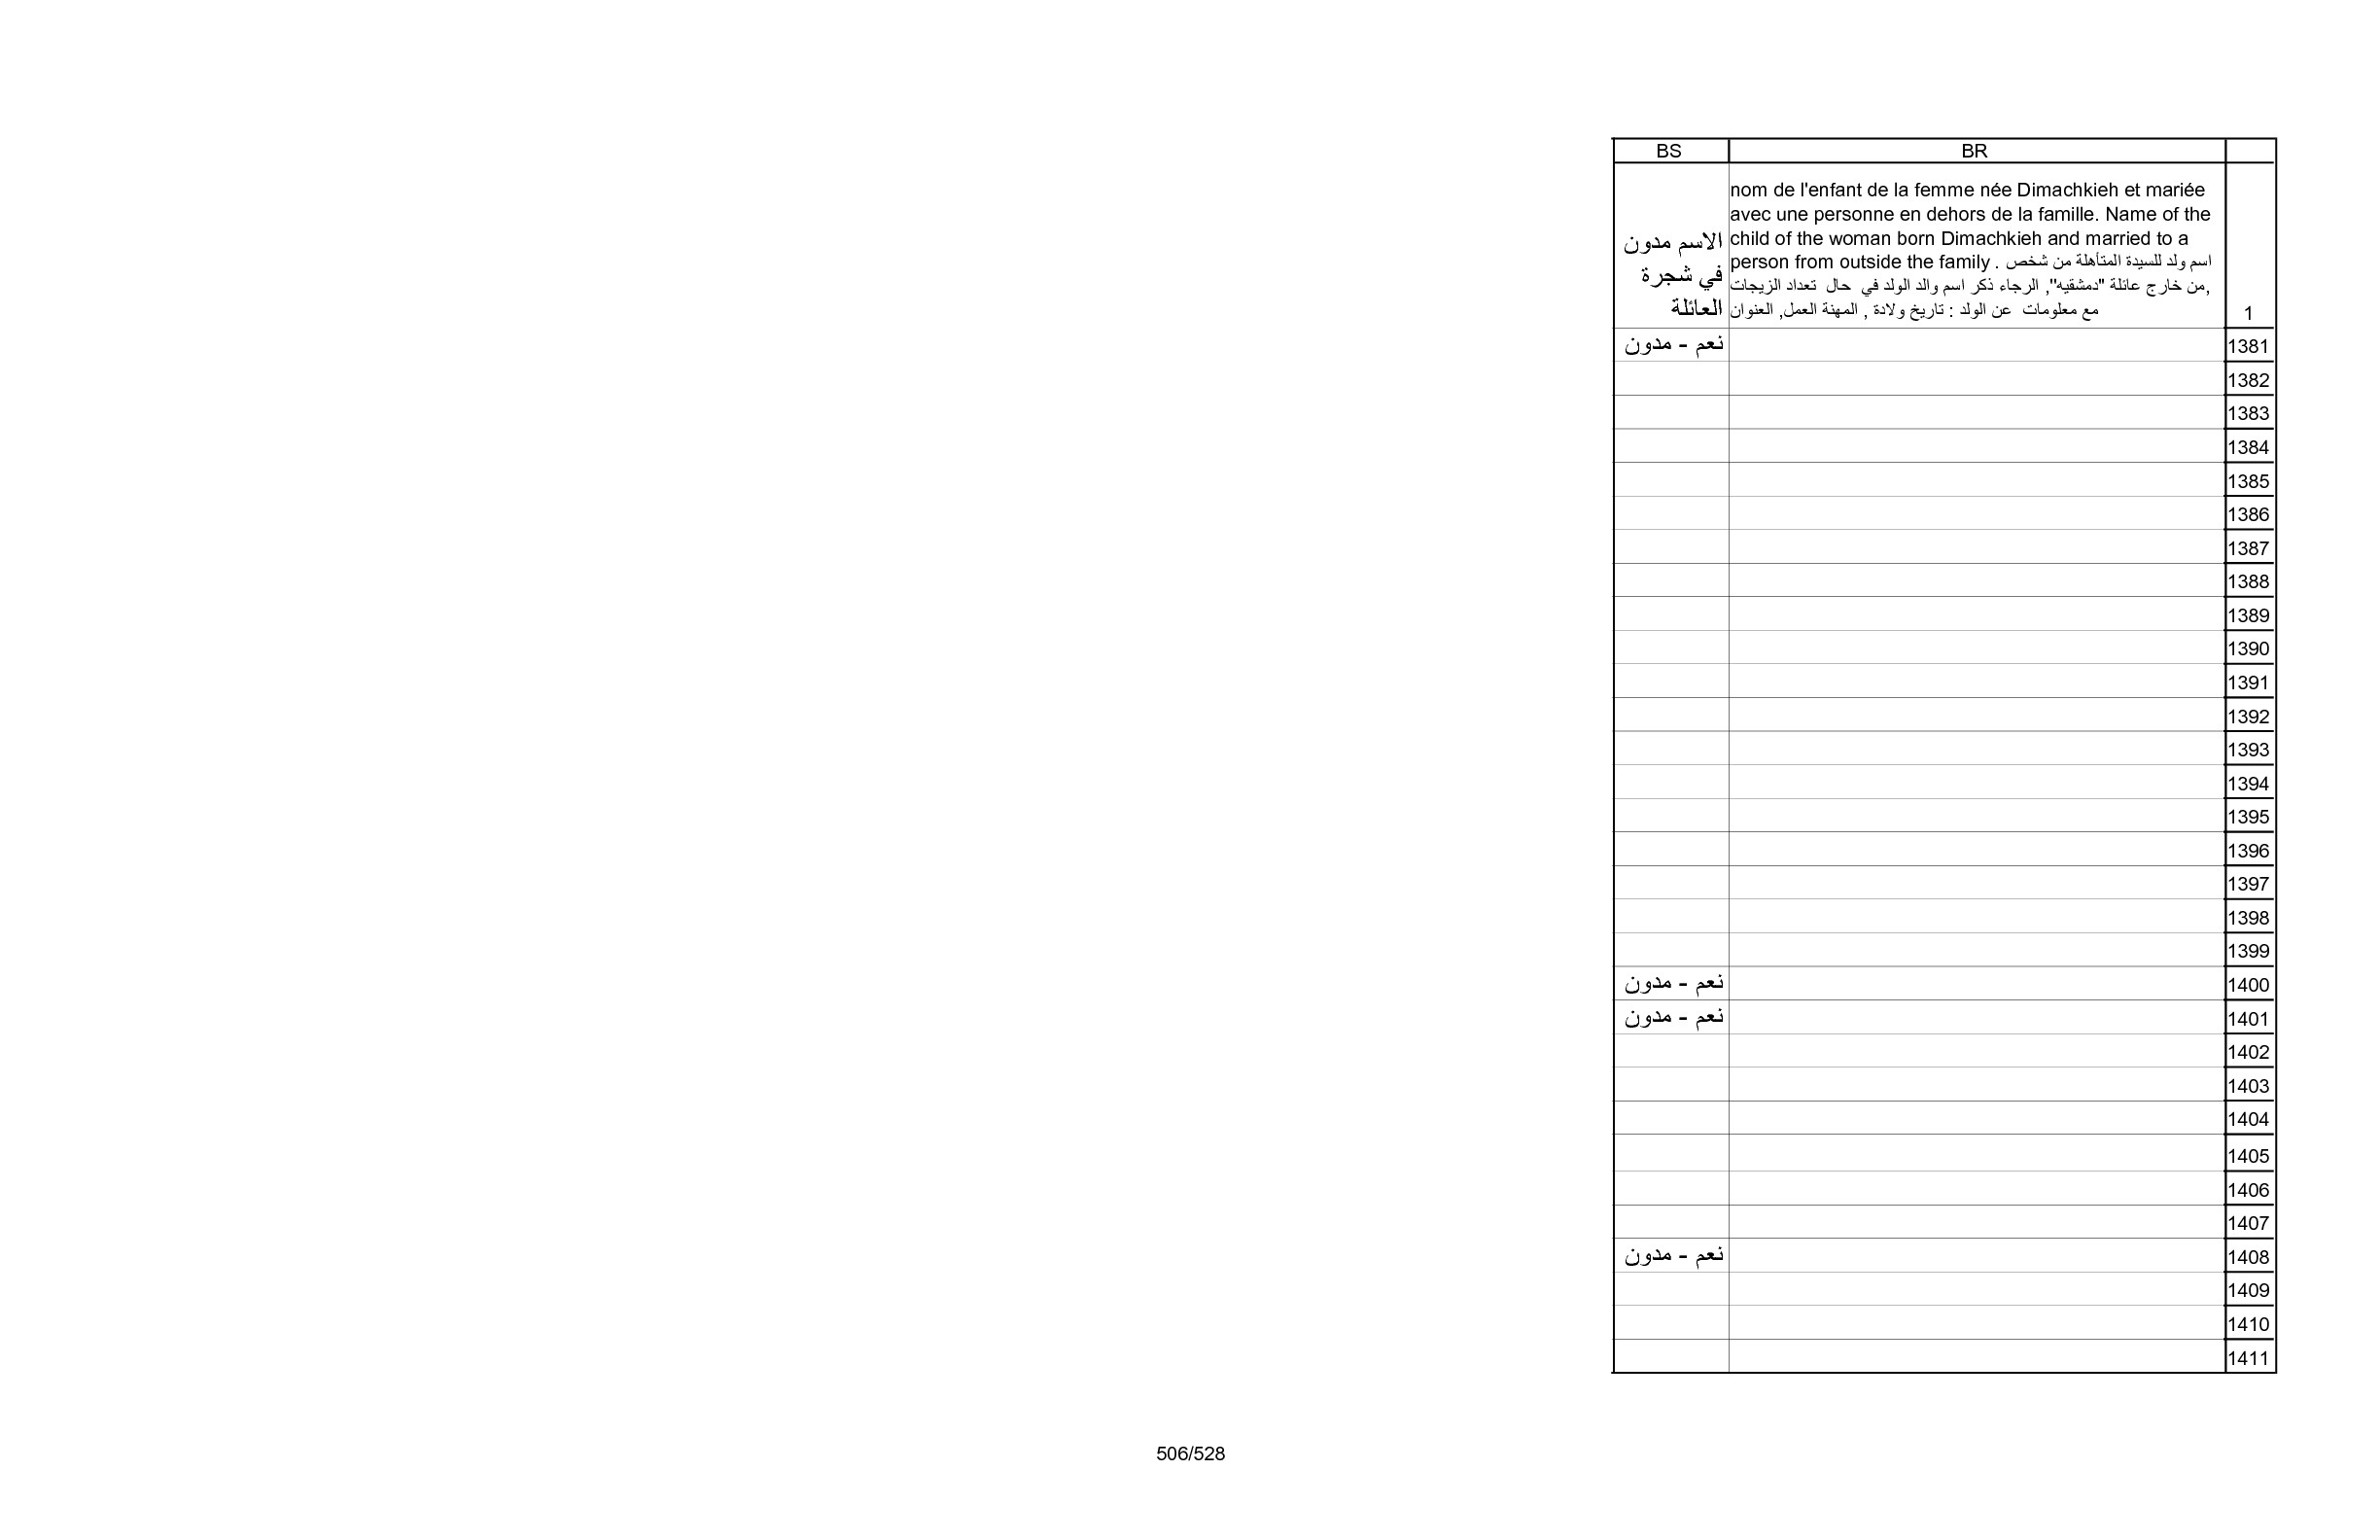 BS BR
nom de l'enfant de la femme née Dimachkieh et mariée
avec une personne en dehors de la famille. Name of the
child of the woman born Dimachkieh and married to a
person from outside the family . اسم ولد للسيدة المتأهلة من شخص
من خارج عائلة "دمشقيه", الرجاء ذكر اسم والد الولد في حال تعداد الزيجات,
مع معلومات عن الولد : تاريخ ولادة , المهنة العمل, العنوان
الاسم مدون
في شجرة
العائلة
1
نعم - مدون 1381
1382
1383
1384
1385
1386
1387
1388
1389
1390
1391
1392
1393
1394
1395
1396
1397
1398
1399
نعم - مدون 1400
نعم - مدون 1401
1402
1403
1404
1405
1406
1407
نعم - مدون 1408
1409
1410
1411
506/528